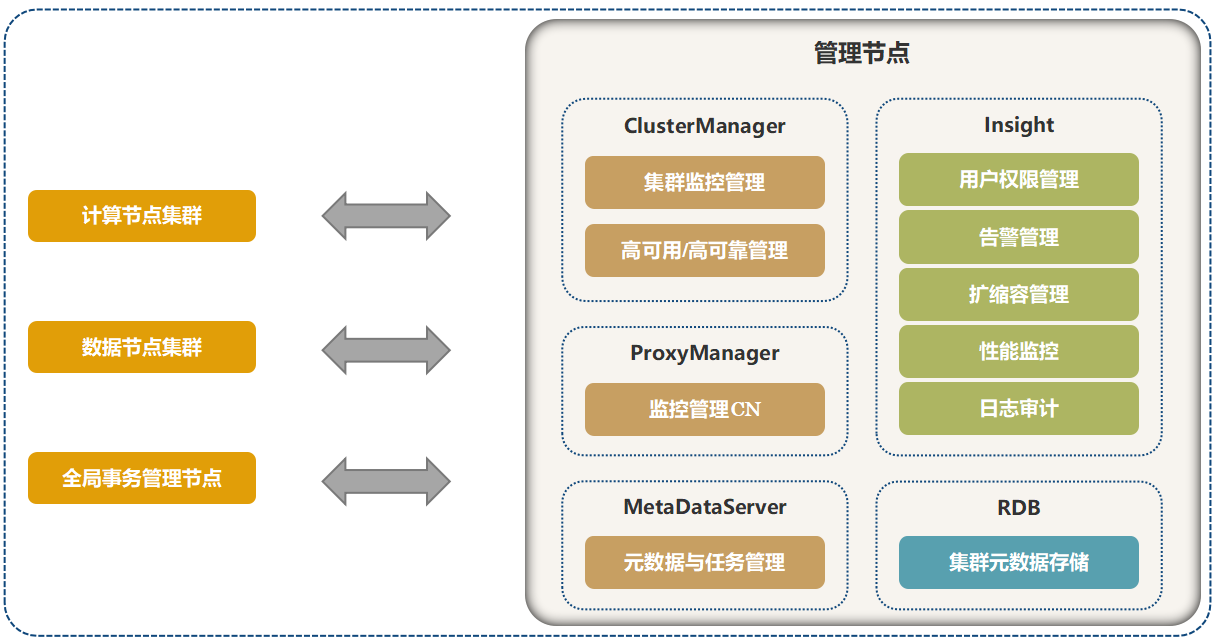 计算节点集群
数据节点集群
全局事务管理节点
管理节点
ClusterManager
集群监控管理
高可用/高可靠管理
ProxyManager
监控管理CN
MetaDataServer
元数据与任务管理
Insight
用户权限管理
告警管理
扩缩容管理
性能监控
日志审计
RDB
集群元数据存储